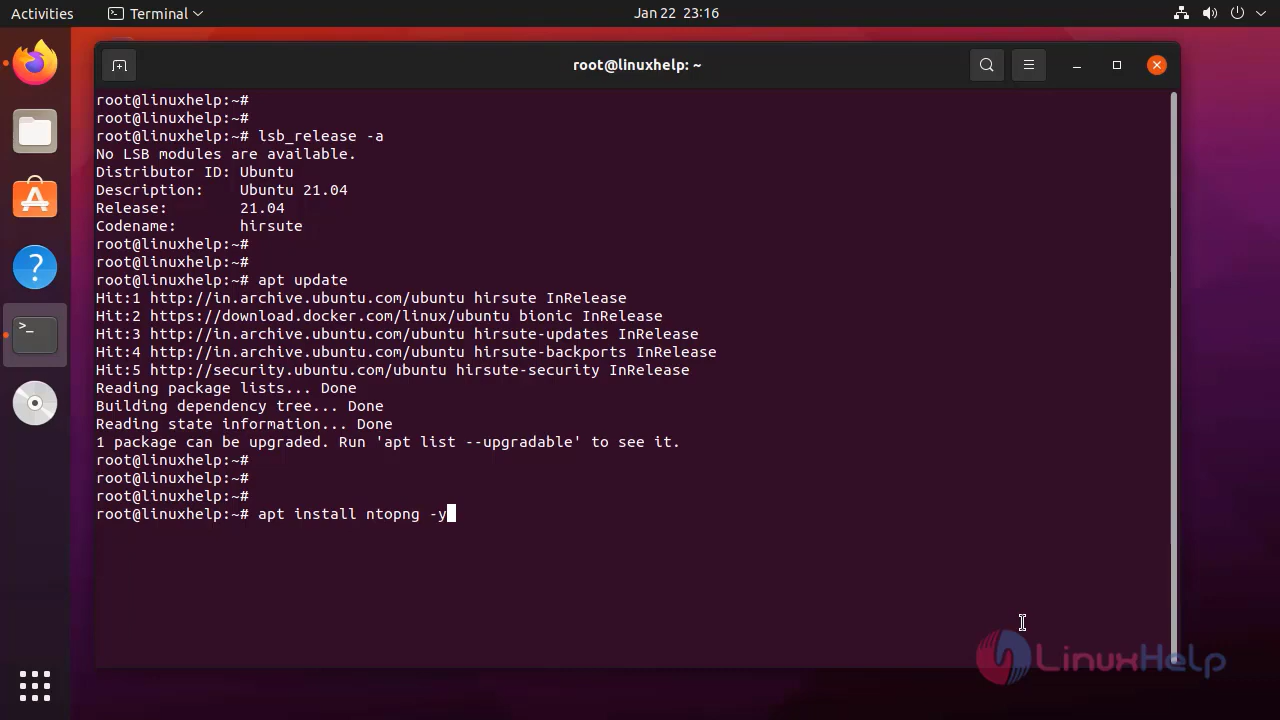 Activities Terminal Jan 22 23:16
root@linuxhelp: ~
root@linuxhelp:~#
root@linuxhelp:~#
root@linuxhelp:~# lsb_release -a
No LSB modules are available.
Distributor ID: Ubuntu
Description:    Ubuntu 21.04
Release:        21.04
Codename:       hirsute
root@linuxhelp:~#
root@linuxhelp:~#
root@linuxhelp:~# apt update
Hit:1 http://in.archive.ubuntu.com/ubuntu hirsute InRelease
Hit:2 https://download.docker.com/linux/ubuntu bionic InRelease
Hit:3 http://in.archive.ubuntu.com/ubuntu hirsute-updates InRelease
Hit:4 http://in.archive.ubuntu.com/ubuntu hirsute-backports InRelease
Hit:5 http://security.ubuntu.com/ubuntu hirsute-security InRelease
Reading package lists... Done
Building dependency tree... Done
Reading state information... Done
1 package can be upgraded. Run 'apt list --upgradable' to see it.
root@linuxhelp:~#
root@linuxhelp:~#
root@linuxhelp:~#
root@linuxhelp:~# apt install ntopng -y
LinuxHelp